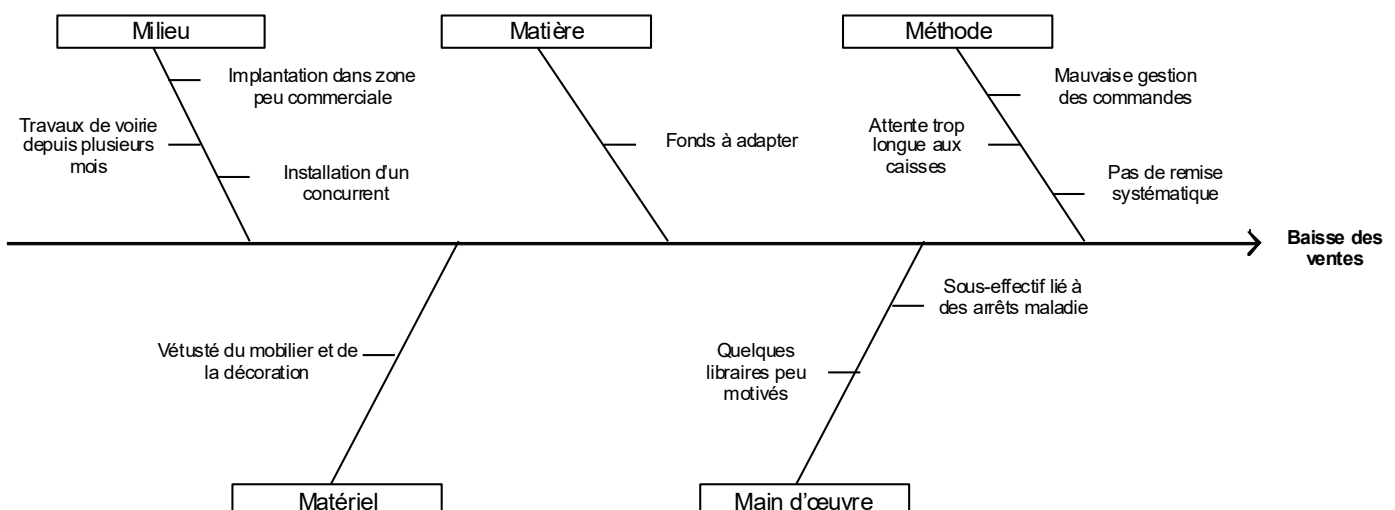 Milieu
Matière
Méthode
Implantation dans zone
peu commerciale
Travaux de voirie
depuis plusieurs
mois
Installation d'un
concurrent
Fonds à adapter
Mauvaise gestion
des commandes
Attente trop
longue aux
caisses
Pas de remise
systématique
Baisse des
ventes
Vétusté du mobilier et de
la décoration
Sous-effectif lié à
des arrêts maladie
Quelques
libraires peu
motivés
Matériel
Main d'œuvre